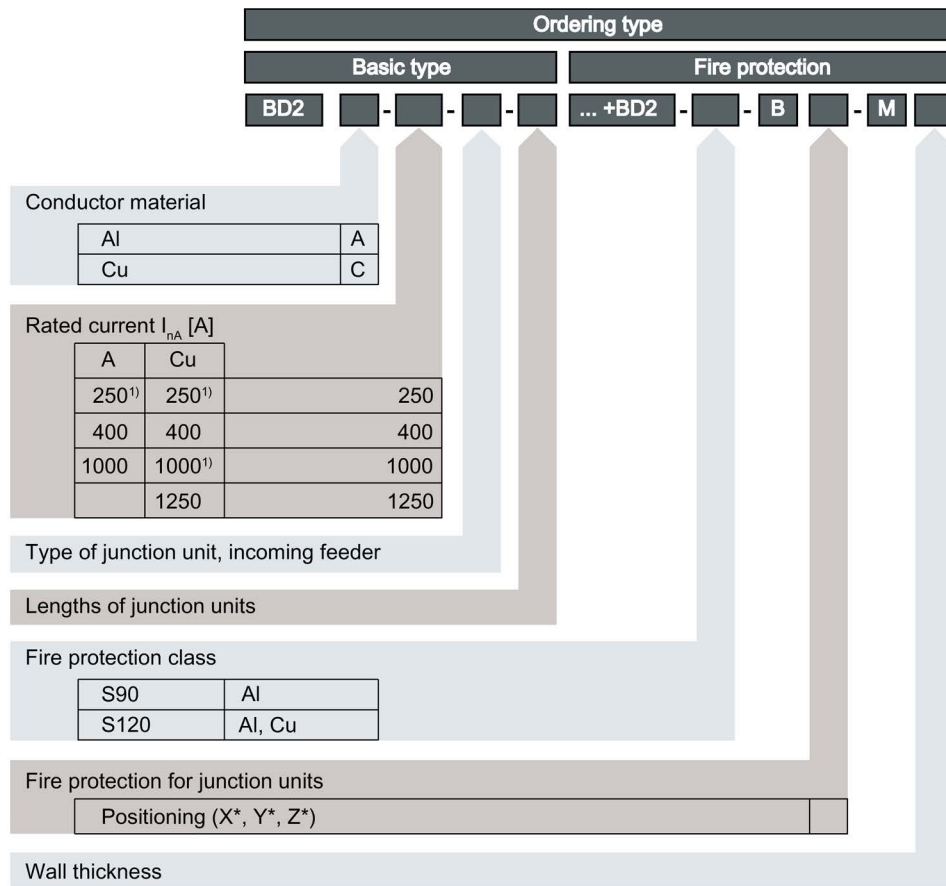 Ordering type
Basic type Fire protection
BD2 - - - ... +BD2 - - B - M
Conductor material
Al A
Cu C
Rated current InA [A]
A Cu
250¹⁾ 250¹⁾ 250
400 400 400
1000 1000¹⁾ 1000
1250 1250
Type of junction unit, incoming feeder
Lengths of junction units
Fire protection class
S90 Al
S120 Al, Cu
Fire protection for junction units
Positioning (X*, Y*, Z*)
Wall thickness